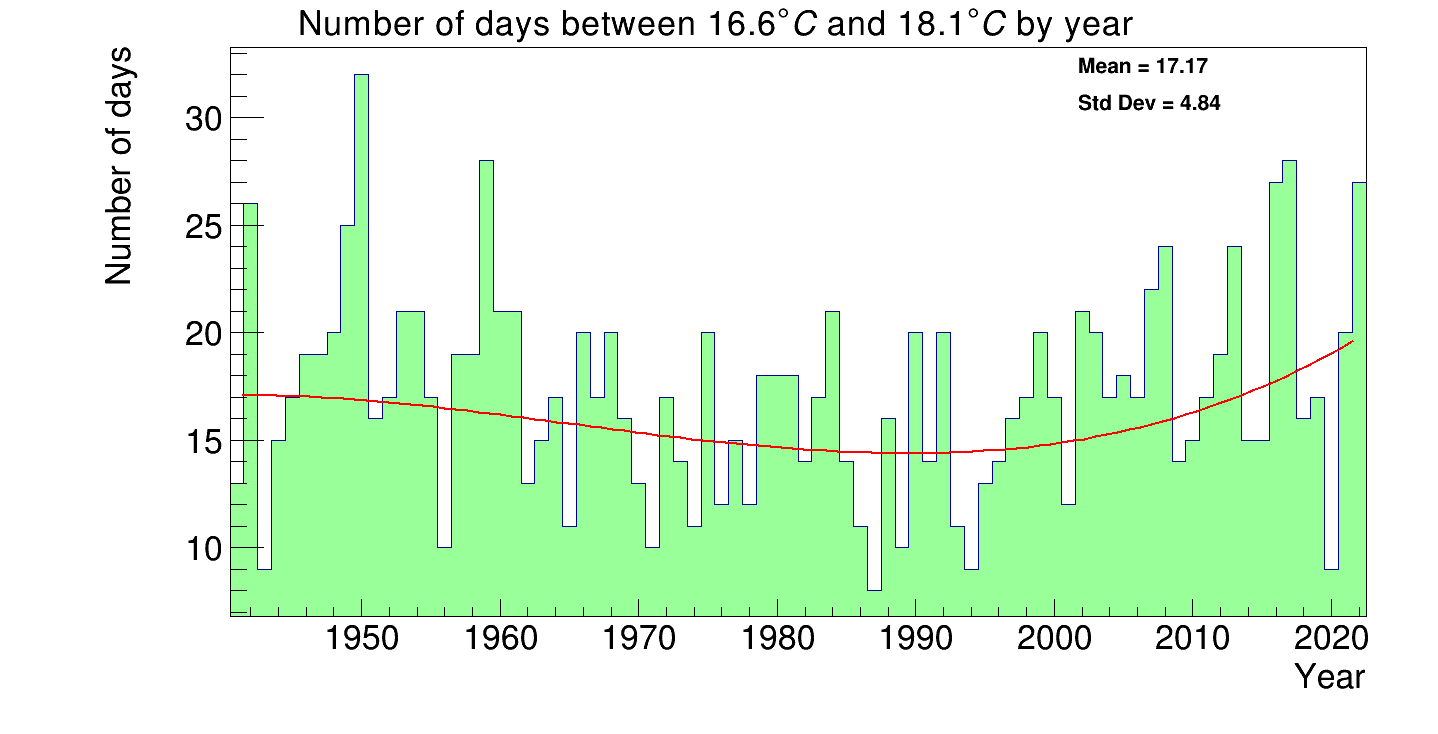 Number of days between 16.6°C and 18.1°C by year
Number of days
Mean = 17.17
Std Dev = 4.84
30
25
20
15
10
1950 1960 1970 1980 1990 2000 2010 2020
Year